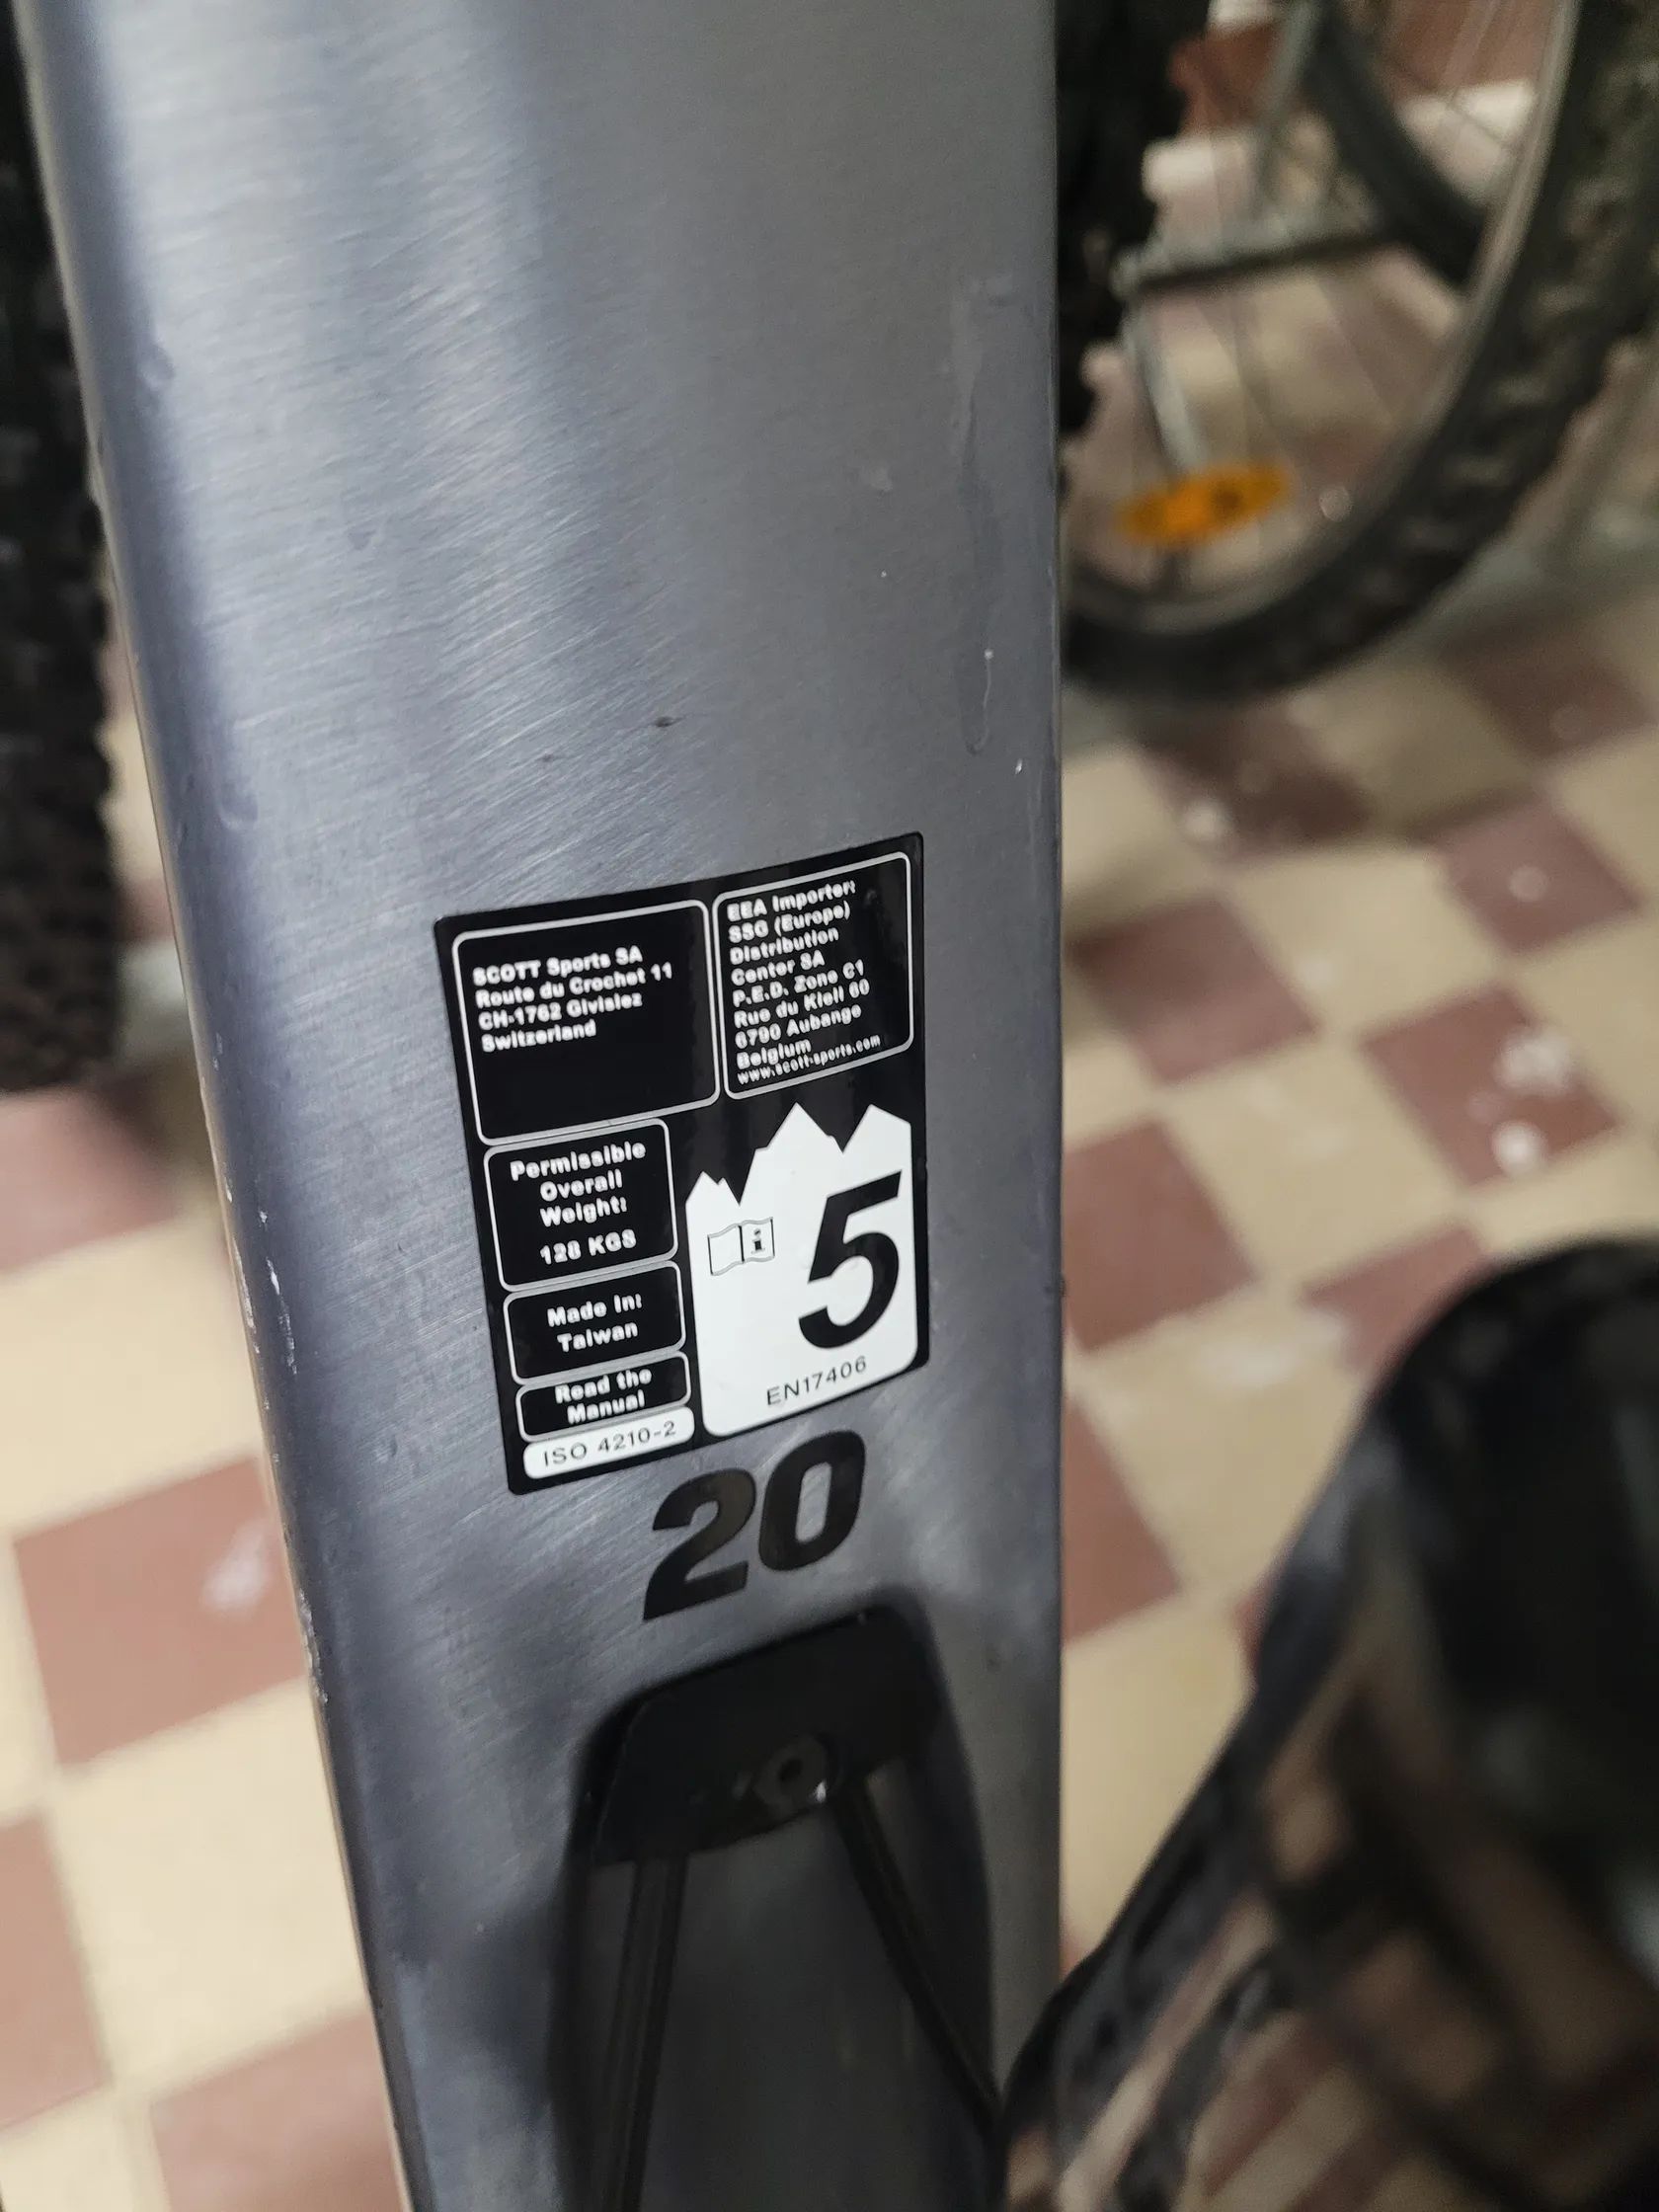 SCOTT Sports SA
Route du Crochet 11
CH-1762 Givisiez
Switzerland
EEA Importer:
SSG (Europe)
Distribution
Center SA
P.E.D. Zone C1
Rue du Kiell 60
6790 Aubange
Belgium
www.scott-sports.com
Permissible
Overall
Weight:
128 KGS
Made In:
Taiwan
Read the
Manual
ISO 4210-2
i
5
EN17406
20